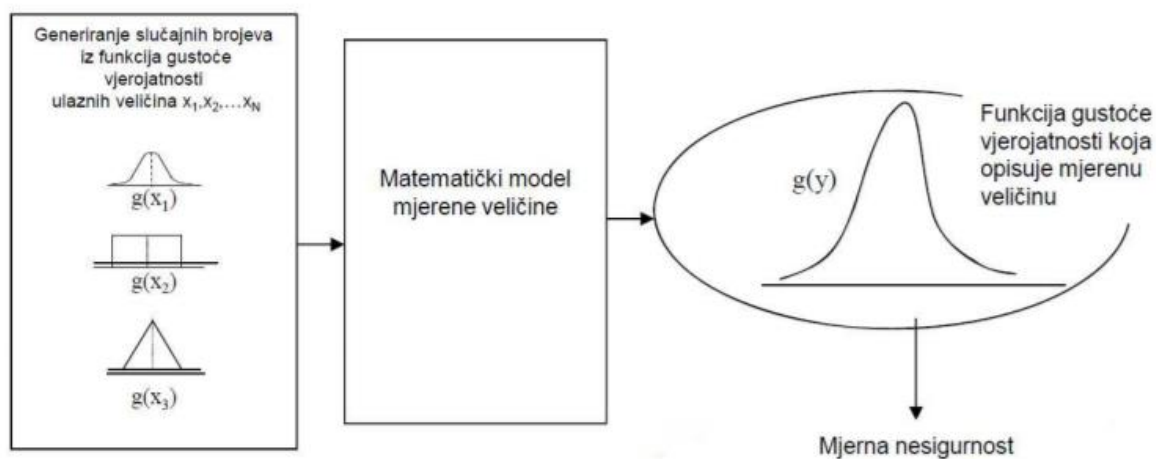 Generiranje slučajnih brojeva
iz funkcija gustoće
vjerojatnosti
ulaznih veličina x₁,x₂,...x_N
g(x₁)
g(x₂)
g(x₃)
Matematički model
mjerene veličine
g(y)
Funkcija gustoće
vjerojatnosti koja
opisuje mjerenu
veličinu
Mjerna nesigurnost